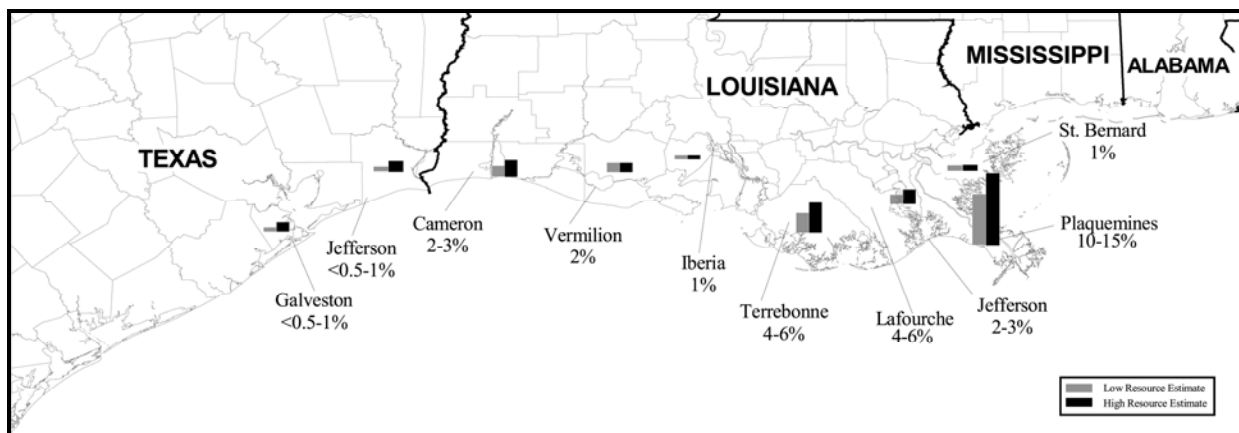 MISSISSIPPI
ALABAMA
LOUISIANA
TEXAS
St. Bernard
1%
Plaquemines
10-15%
Jefferson
2-3%
Lafourche
4-6%
Terrebonne
4-6%
Iberia
1%
Vermilion
2%
Cameron
2-3%
Jefferson
<0.5-1%
Galveston
<0.5-1%
Low Resource Estimate
High Resource Estimate